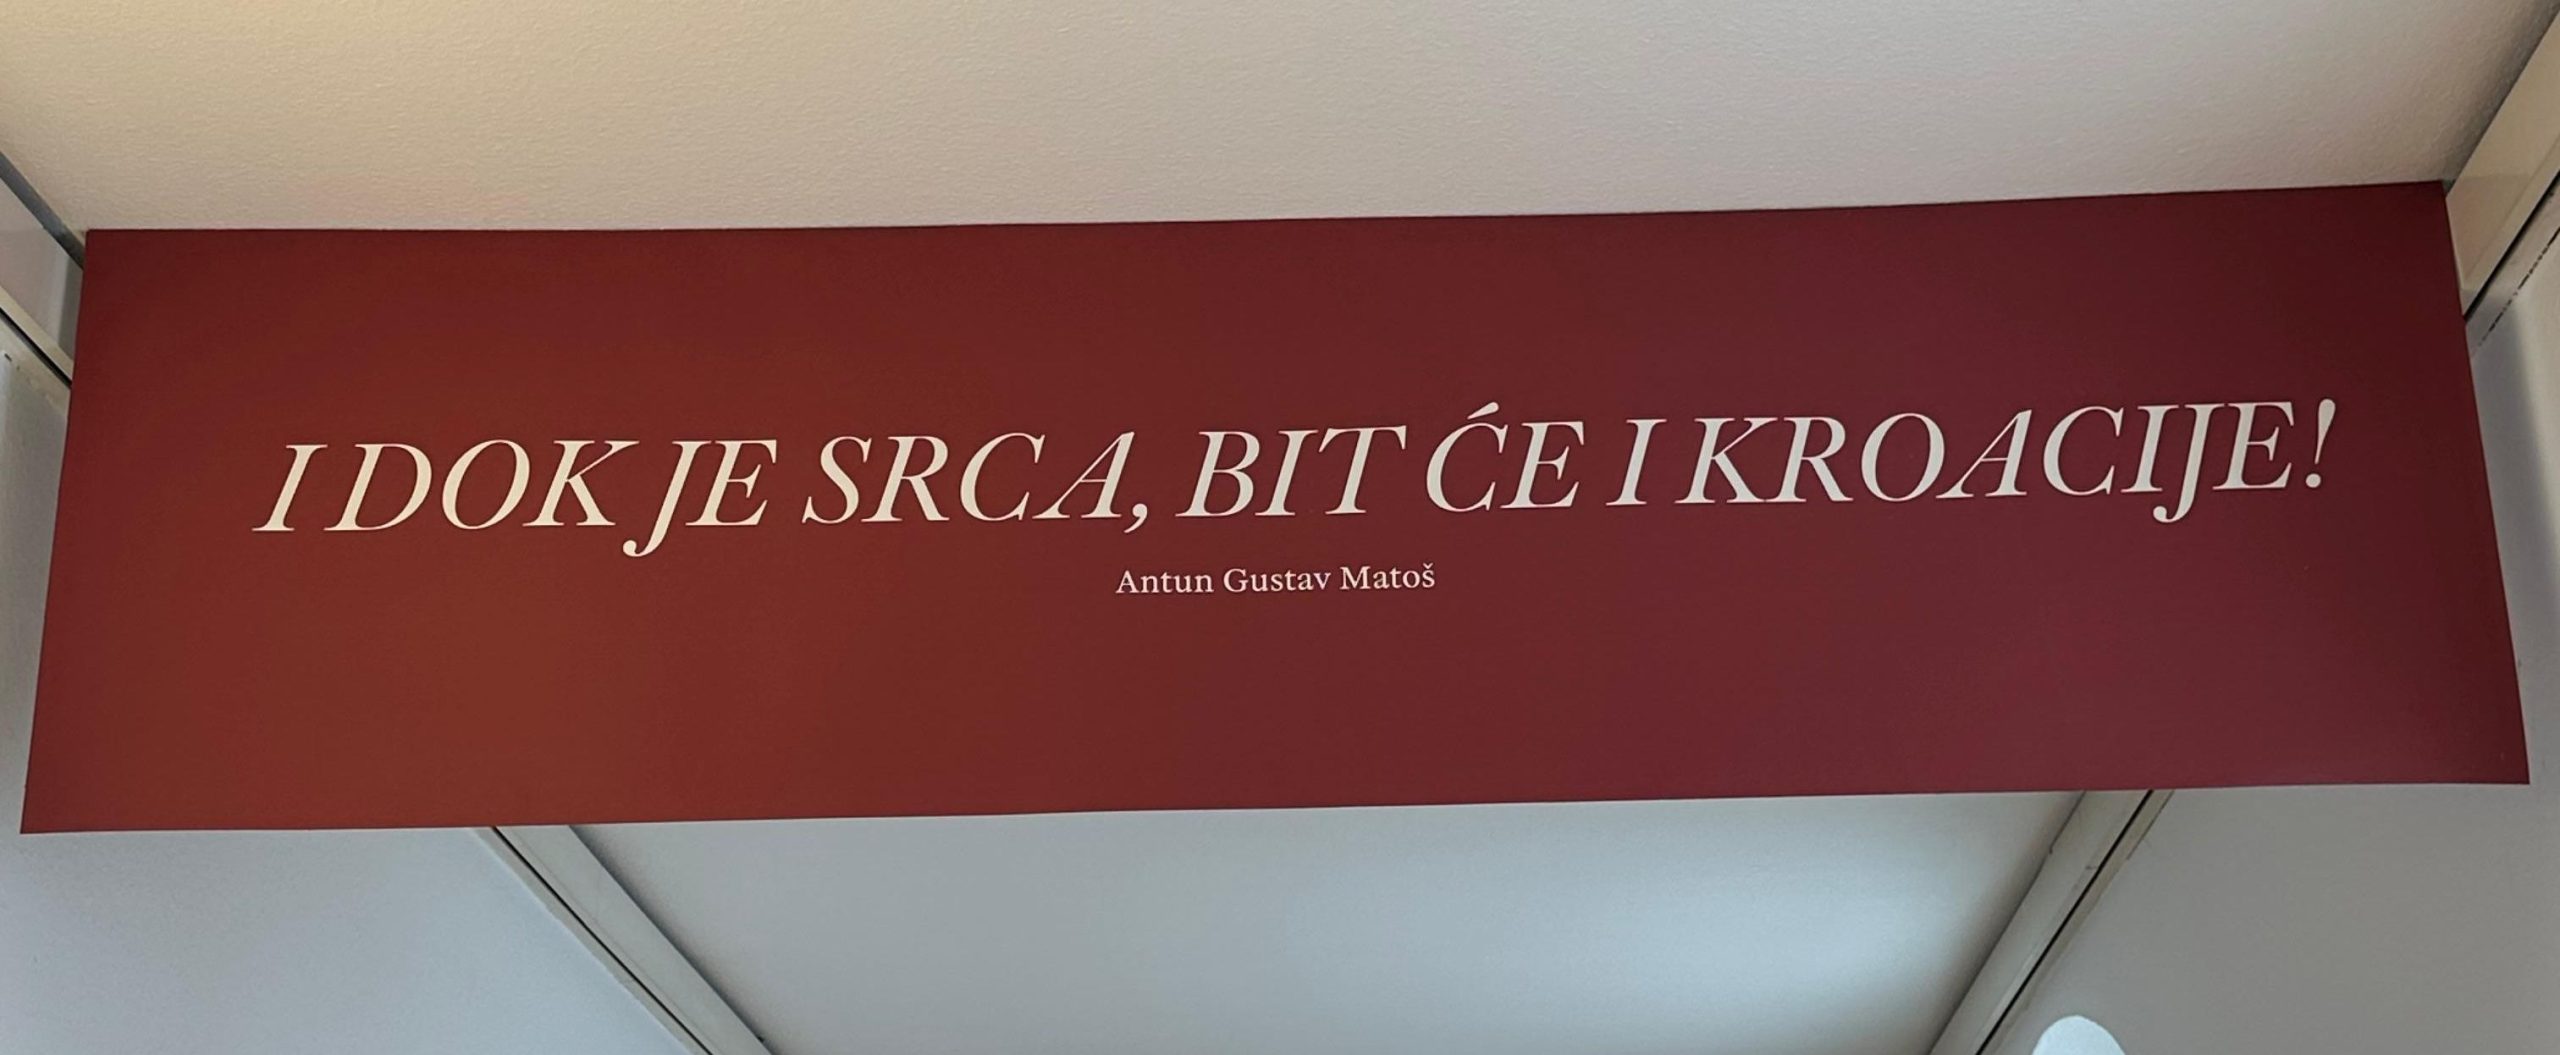 I DOK JE SRCA, BIT ĆE I KROACIJE!
Antun Gustav Matoš